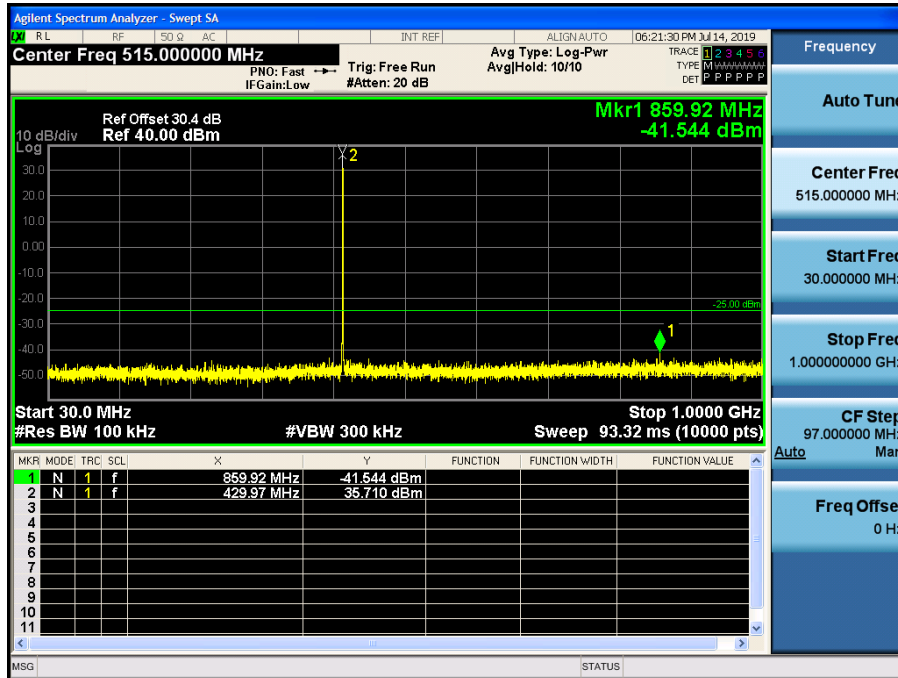 Agilent Spectrum Analyzer - Swept SA
LXI RL RF 50 Ω AC INT REF ALIGN AUTO 06:21:30 PM Jul 14, 2019
Center Freq 515.000000 MHz
PNO: Fast
IFGain:Low
Trig: Free Run
#Atten: 20 dB
Avg Type: Log-Pwr
Avg|Hold: 10/10
TRACE 1 2 3 4 5 6
TYPE M WWWWW
DET P P P P P P
Mkr1 859.92 MHz
-41.544 dBm
Ref Offset 30.4 dB
10 dB/div Ref 40.00 dBm
Log
2
30.0
20.0
10.0
0.00
-10.0
-20.0
-25.00 dBm
-30.0
1
-40.0
-50.0
Start 30.0 MHz Stop 1.0000 GHz
#Res BW 100 kHz #VBW 300 kHz Sweep 93.32 ms (10000 pts)
MKR MODE TRC SCL X Y FUNCTION FUNCTION WIDTH FUNCTION VALUE
1 N 1 f 859.92 MHz -41.544 dBm
2 N 1 f 429.97 MHz 35.710 dBm
3
4
5
6
7
8
9
10
11
MSG STATUS
Frequency
Auto Tune
Center Freq
515.000000 MHz
Start Freq
30.000000 MHz
Stop Freq
1.000000000 GHz
CF Step
97.000000 MHz
Auto Man
Freq Offset
0 Hz